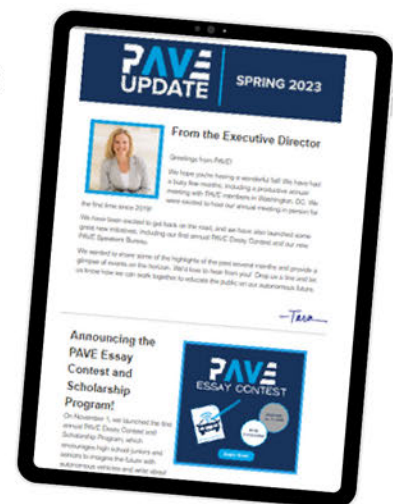 PAVE
UPDATE
SPRING 2023
From the Executive Director
Greetings from PAVE!
We hope you're having a wonderful fall! We have had
a busy few months, including a productive annual
meeting with PAVE members in Washington, DC. We
were excited to host our annual meeting in person for
the first time since 2019!
We have been excited to get back on the road, and we have also launched some
great new initiatives, including our first annual PAVE Essay Contest and our new
PAVE Speakers Bureau.
We wanted to share some of the highlights of the past several months and provide a
glimpse of events on the horizon. We'd love to hear from you! Drop us a line and let
us know how we can work together to educate the public on our autonomous future.
—Tara
Announcing the
PAVE Essay
Contest and
Scholarship
Program!
On November 1, we launched the first
annual PAVE Essay Contest and
Scholarship Program, which
encourages high school juniors and
seniors to imagine the future with
autonomous vehicles and write about
PAVE
ESSAY CONTEST